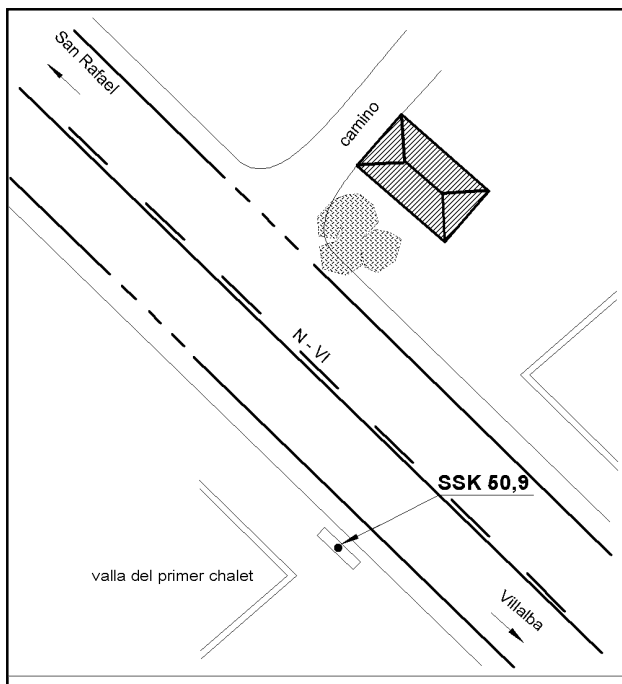 San Rafael
camino
N - VI
SSK 50,9
valla del primer chalet
Villalba